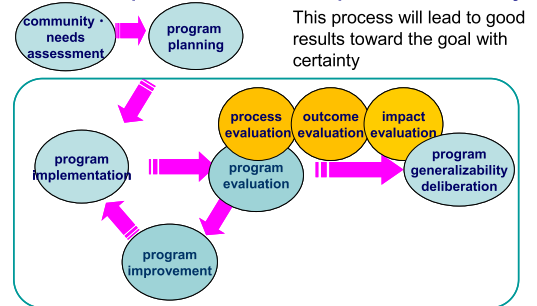 This process will lead to good
results toward the goal with
certainty
community・
needs
assessment
program
planning
process
evaluation
outcome
evaluation
impact
evaluation
program
implementation
program
evaluation
program
generalizability
deliberation
program
improvement